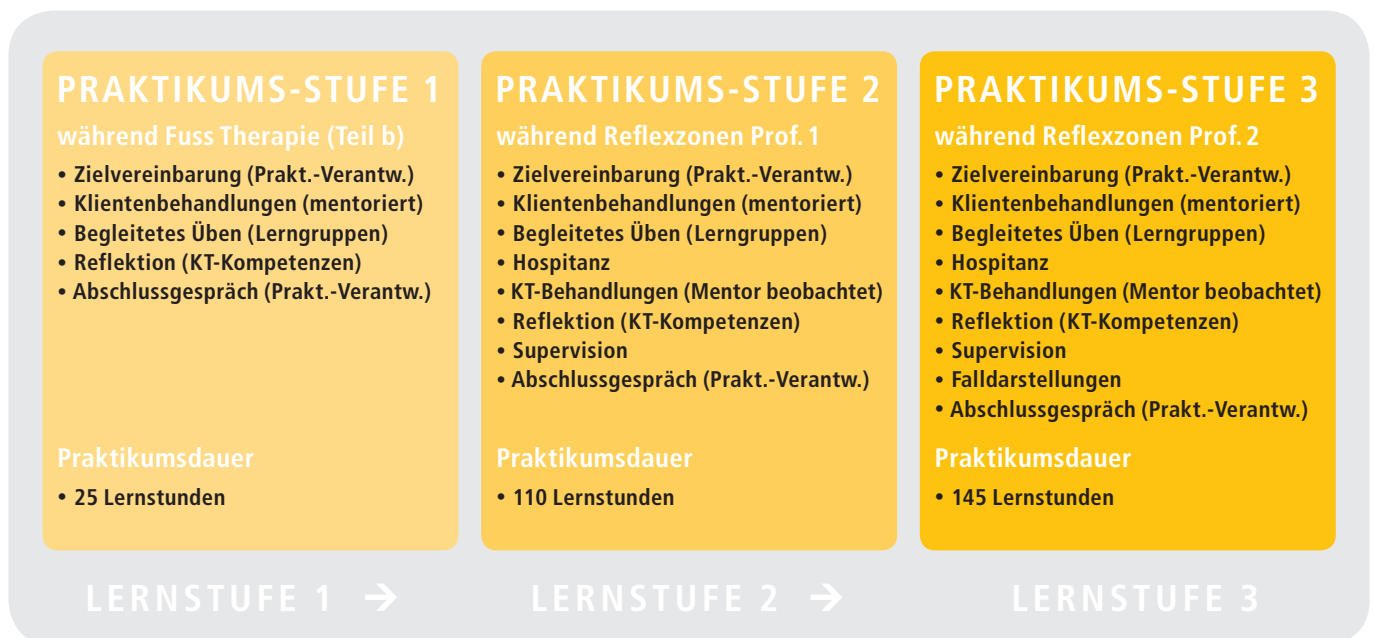 PRAKTIKUMS-STUFE 1
während Fuss Therapie (Teil b)
• Zielvereinbarung (Prakt.-Verantw.)
• Klientenbehandlungen (mentoriert)
• Begleitetes Üben (Lerngruppen)
• Reflektion (KT-Kompetenzen)
• Abschlussgespräch (Prakt.-Verantw.)
Praktikumsdauer
• 25 Lernstunden
PRAKTIKUMS-STUFE 2
während Reflexzonen Prof. 1
• Zielvereinbarung (Prakt.-Verantw.)
• Klientenbehandlungen (mentoriert)
• Begleitetes Üben (Lerngruppen)
• Hospitanz
• KT-Behandlungen (Mentor beobachtet)
• Reflektion (KT-Kompetenzen)
• Supervision
• Abschlussgespräch (Prakt.-Verantw.)
Praktikumsdauer
• 110 Lernstunden
PRAKTIKUMS-STUFE 3
während Reflexzonen Prof. 2
• Zielvereinbarung (Prakt.-Verantw.)
• Klientenbehandlungen (mentoriert)
• Begleitetes Üben (Lerngruppen)
• Hospitanz
• KT-Behandlungen (Mentor beobachtet)
• Reflektion (KT-Kompetenzen)
• Supervision
• Falldarstellungen
• Abschlussgespräch (Prakt.-Verantw.)
Praktikumsdauer
• 145 Lernstunden
LERNSTUFE 1 →
LERNSTUFE 2 →
LERNSTUFE 3